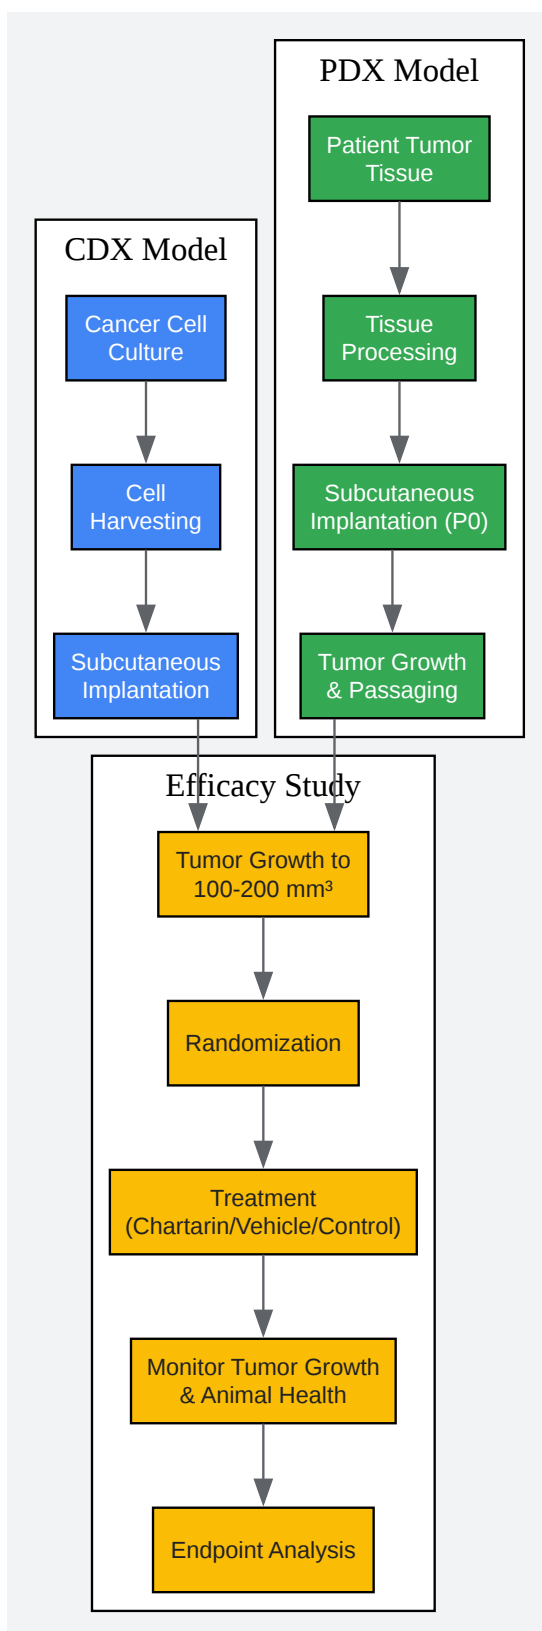 PDX Model
Patient Tumor
Tissue
Tissue
Processing
Subcutaneous
Implantation (P0)
Tumor Growth
& Passaging
CDX Model
Cancer Cell
Culture
Cell
Harvesting
Subcutaneous
Implantation
Efficacy Study
Tumor Growth to
100-200 mm³
Randomization
Treatment
(Chartarin/Vehicle/Control)
Monitor Tumor Growth
& Animal Health
Endpoint Analysis